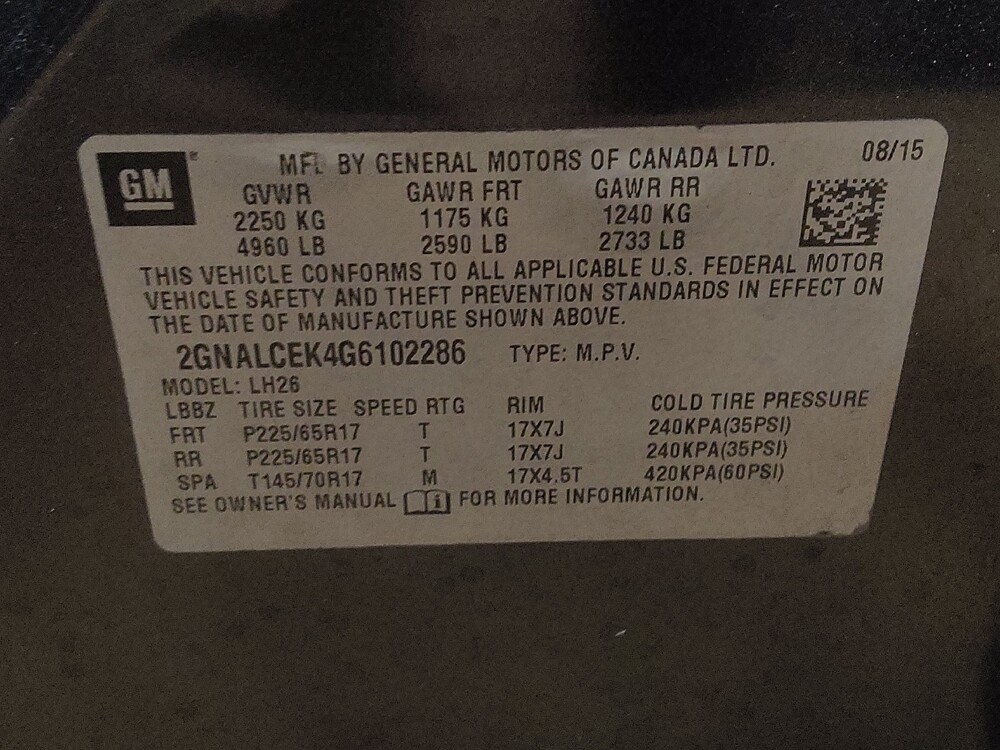 GM
MFD BY GENERAL MOTORS OF CANADA LTD. 08/15
GVWR GAWR FRT GAWR RR
2250 KG 1175 KG 1240 KG
4960 LB 2590 LB 2733 LB
THIS VEHICLE CONFORMS TO ALL APPLICABLE U.S. FEDERAL MOTOR
VEHICLE SAFETY AND THEFT PREVENTION STANDARDS IN EFFECT ON
THE DATE OF MANUFACTURE SHOWN ABOVE.
2GNALCEK4G6102286 TYPE: M.P.V.
MODEL: LH26
LBBZ TIRE SIZE SPEED RTG RIM COLD TIRE PRESSURE
FRT P225/65R17 T 17X7J 240KPA(35PSI)
RR P225/65R17 T 17X7J 240KPA(35PSI)
SPA T145/70R17 M 17X4.5T 420KPA(60PSI)
SEE OWNER'S MANUAL i FOR MORE INFORMATION.